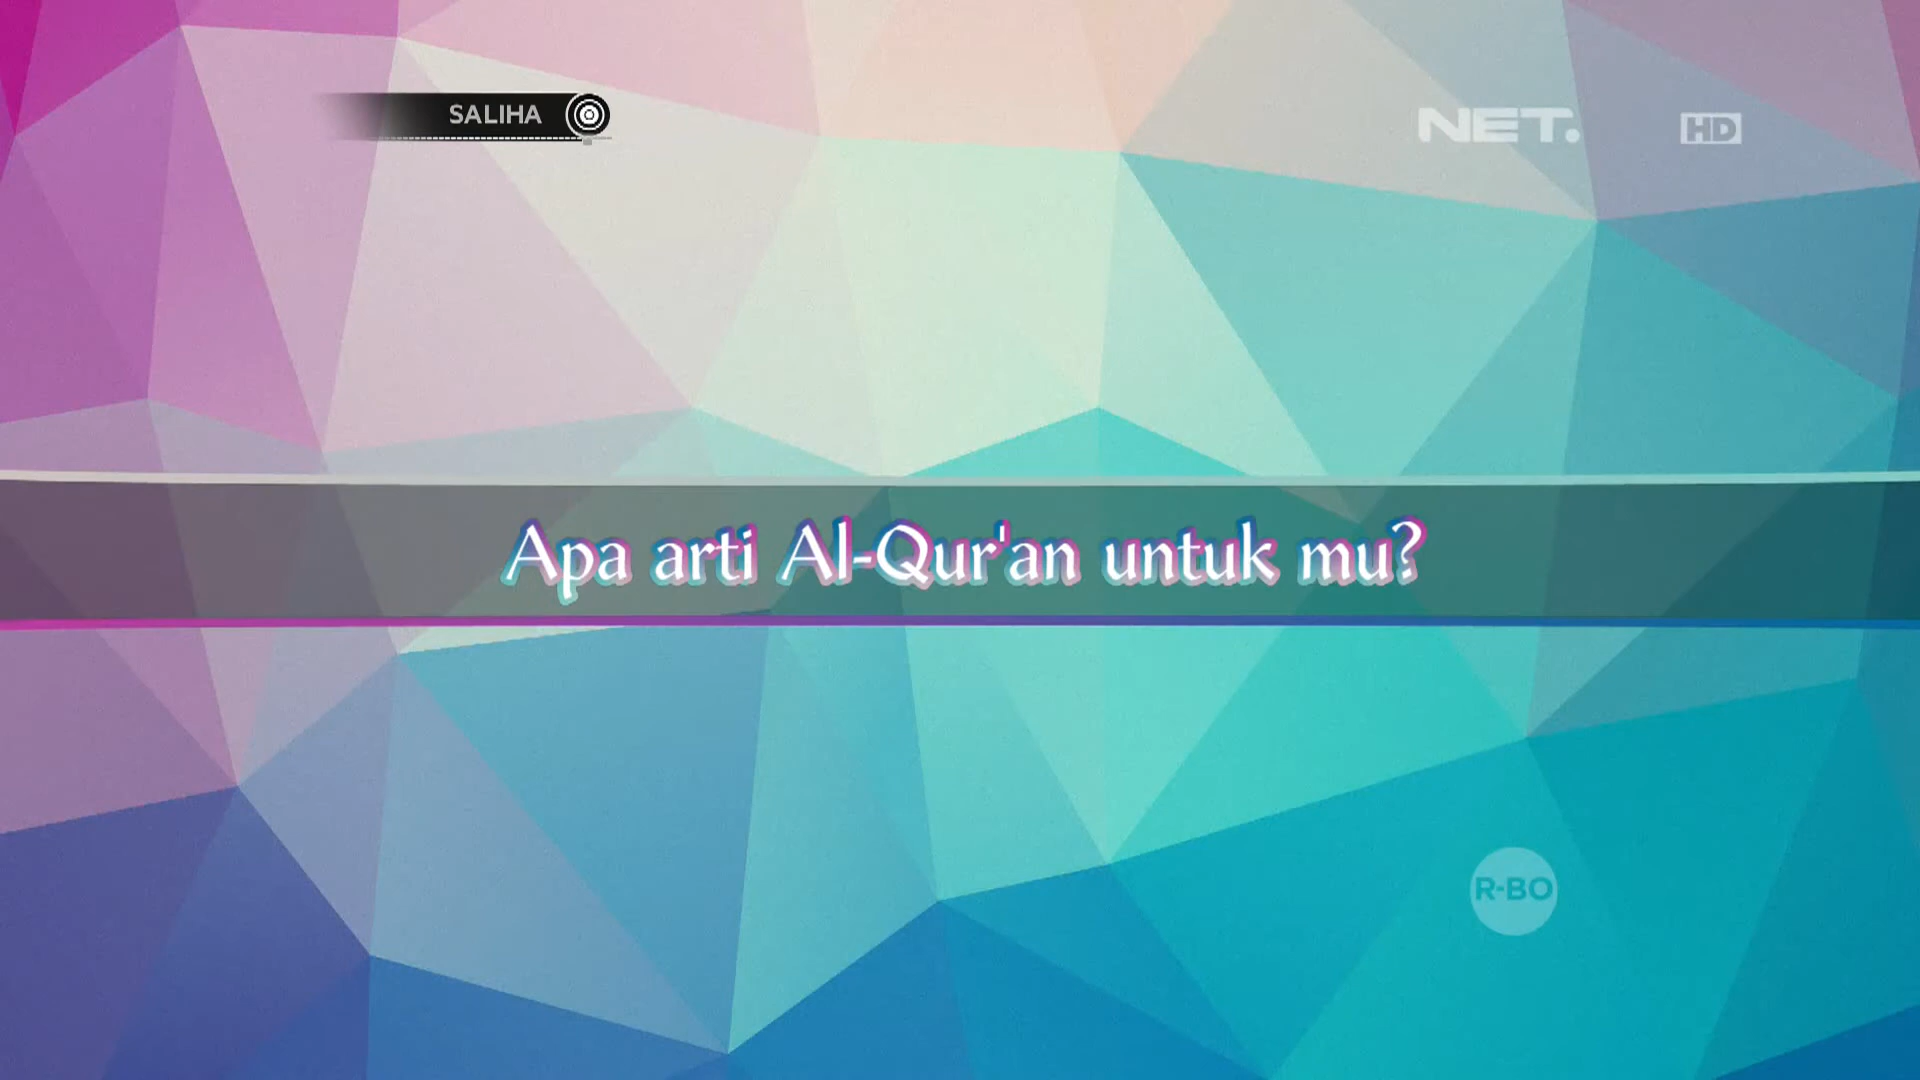 SALIHA
NET.
HD
Apa arti Al-Qur'an untuk mu?
R-BO